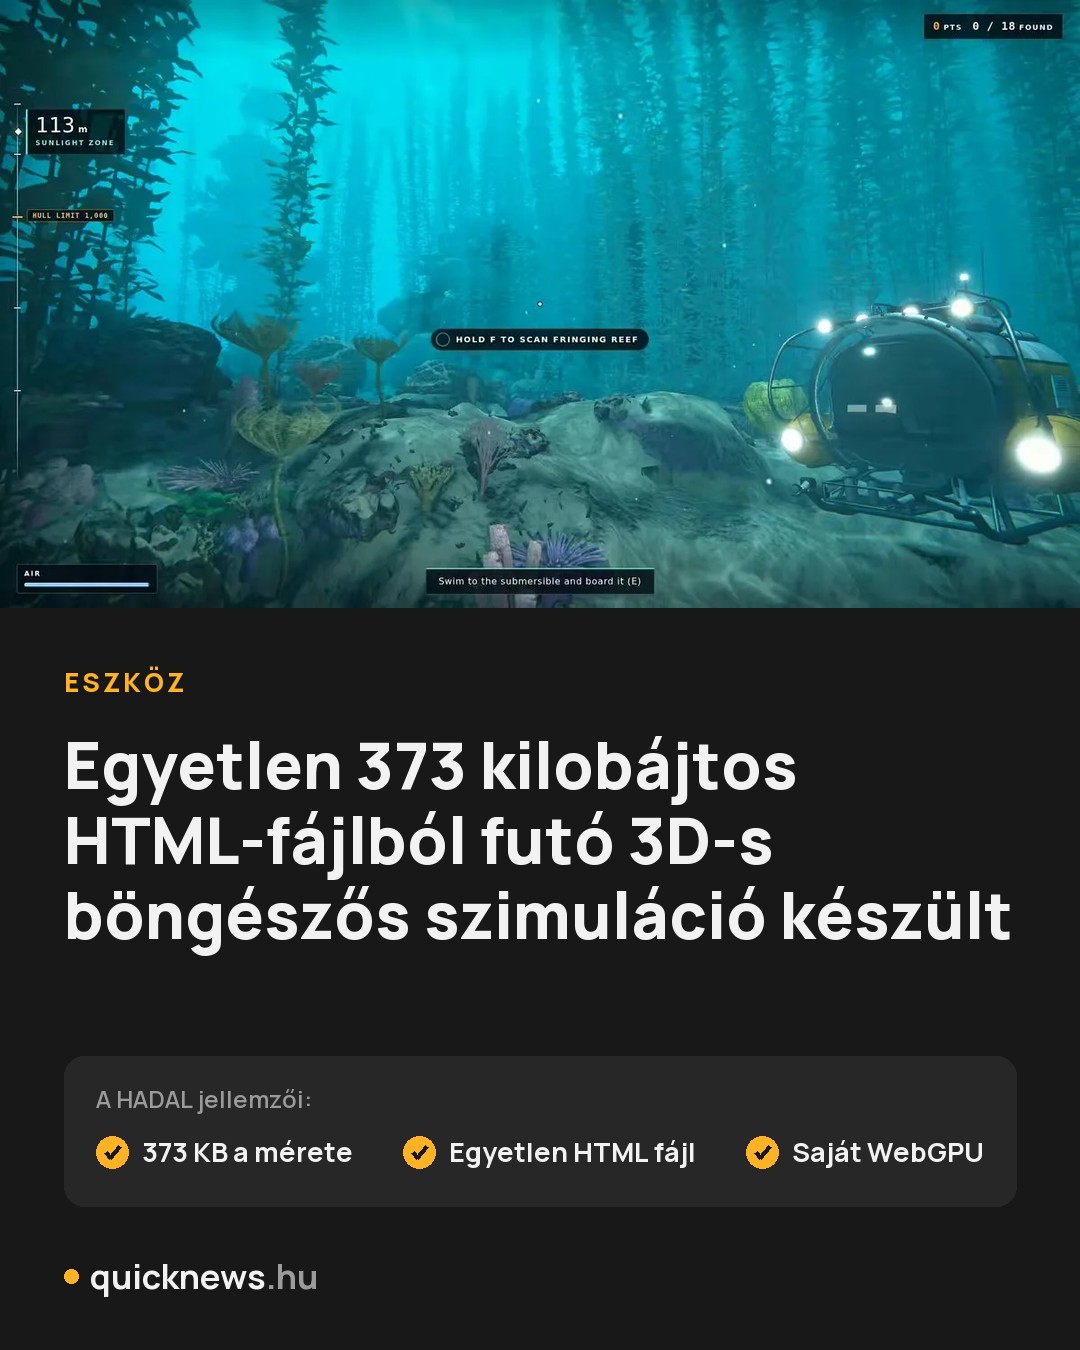 0 PTS 0 / 18 FOUND
113 m
SUNLIGHT ZONE
HULL LIMIT 1,000
HOLD F TO SCAN FRINGING REEF
AIR
Swim to the submersible and board it (E)
ESZKÖZ
Egyetlen 373 kilobájtos
HTML-fájlból futó 3D-s
böngészős szimuláció készült
A HADAL jellemzői:
373 KB a mérete
Egyetlen HTML fájl
Saját WebGPU
quicknews.hu